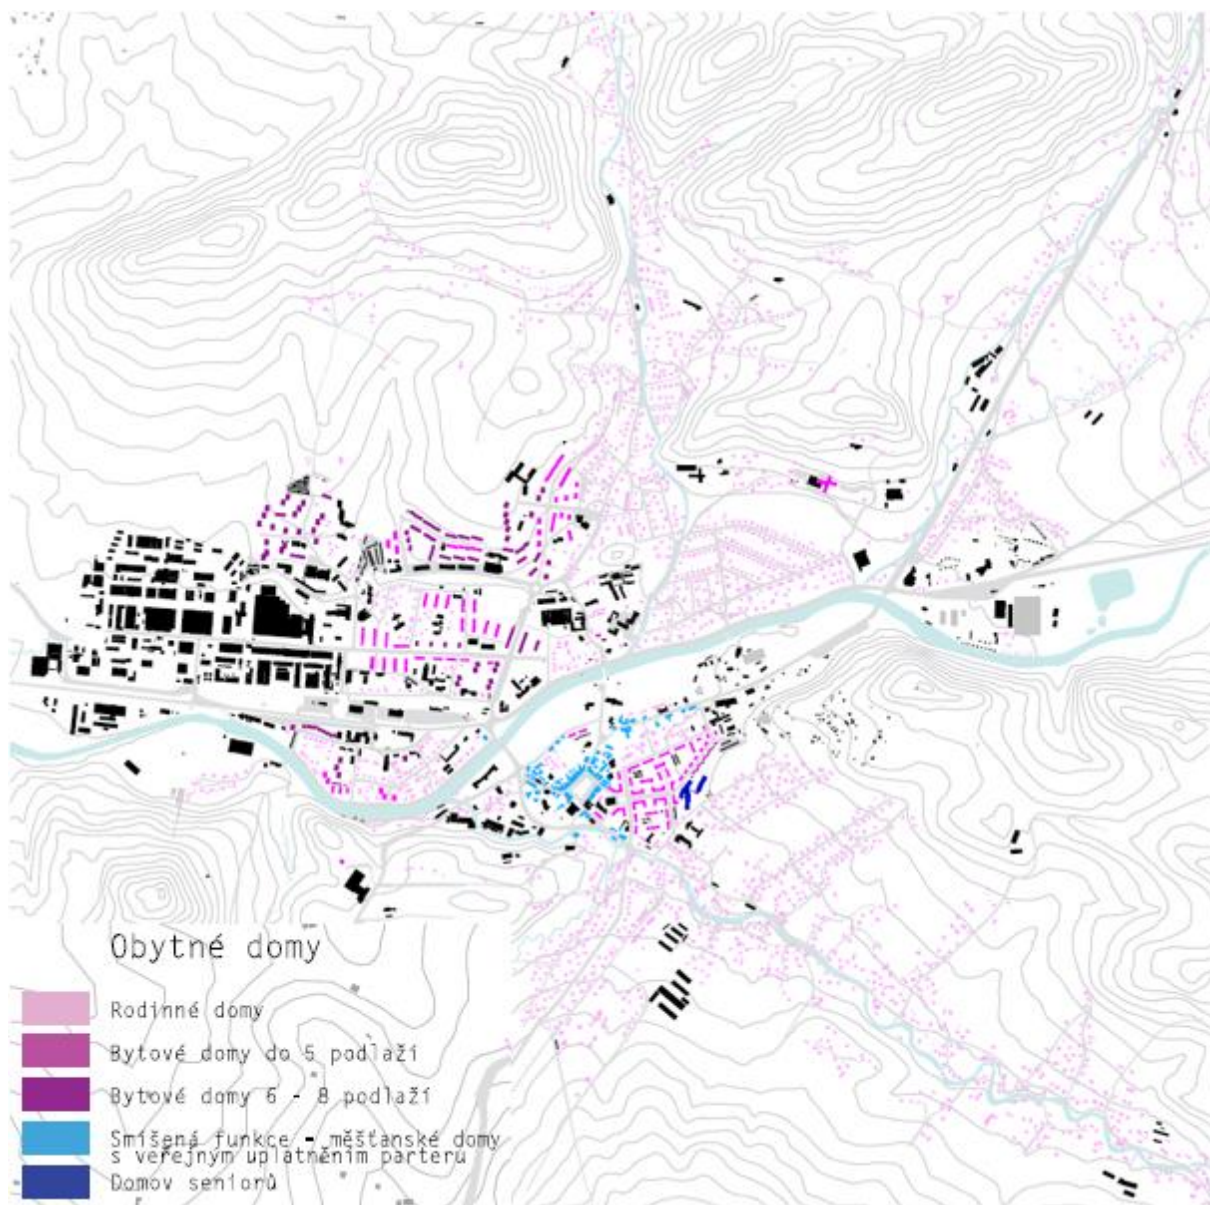 Obytné domy
Rodinné domy
Bytové domy do 5 podlaží
Bytové domy 6 - 8 podlaží
Smíšená funkce - měšťanské domy
s veřejným uplatněním parteru
Domov seniorů